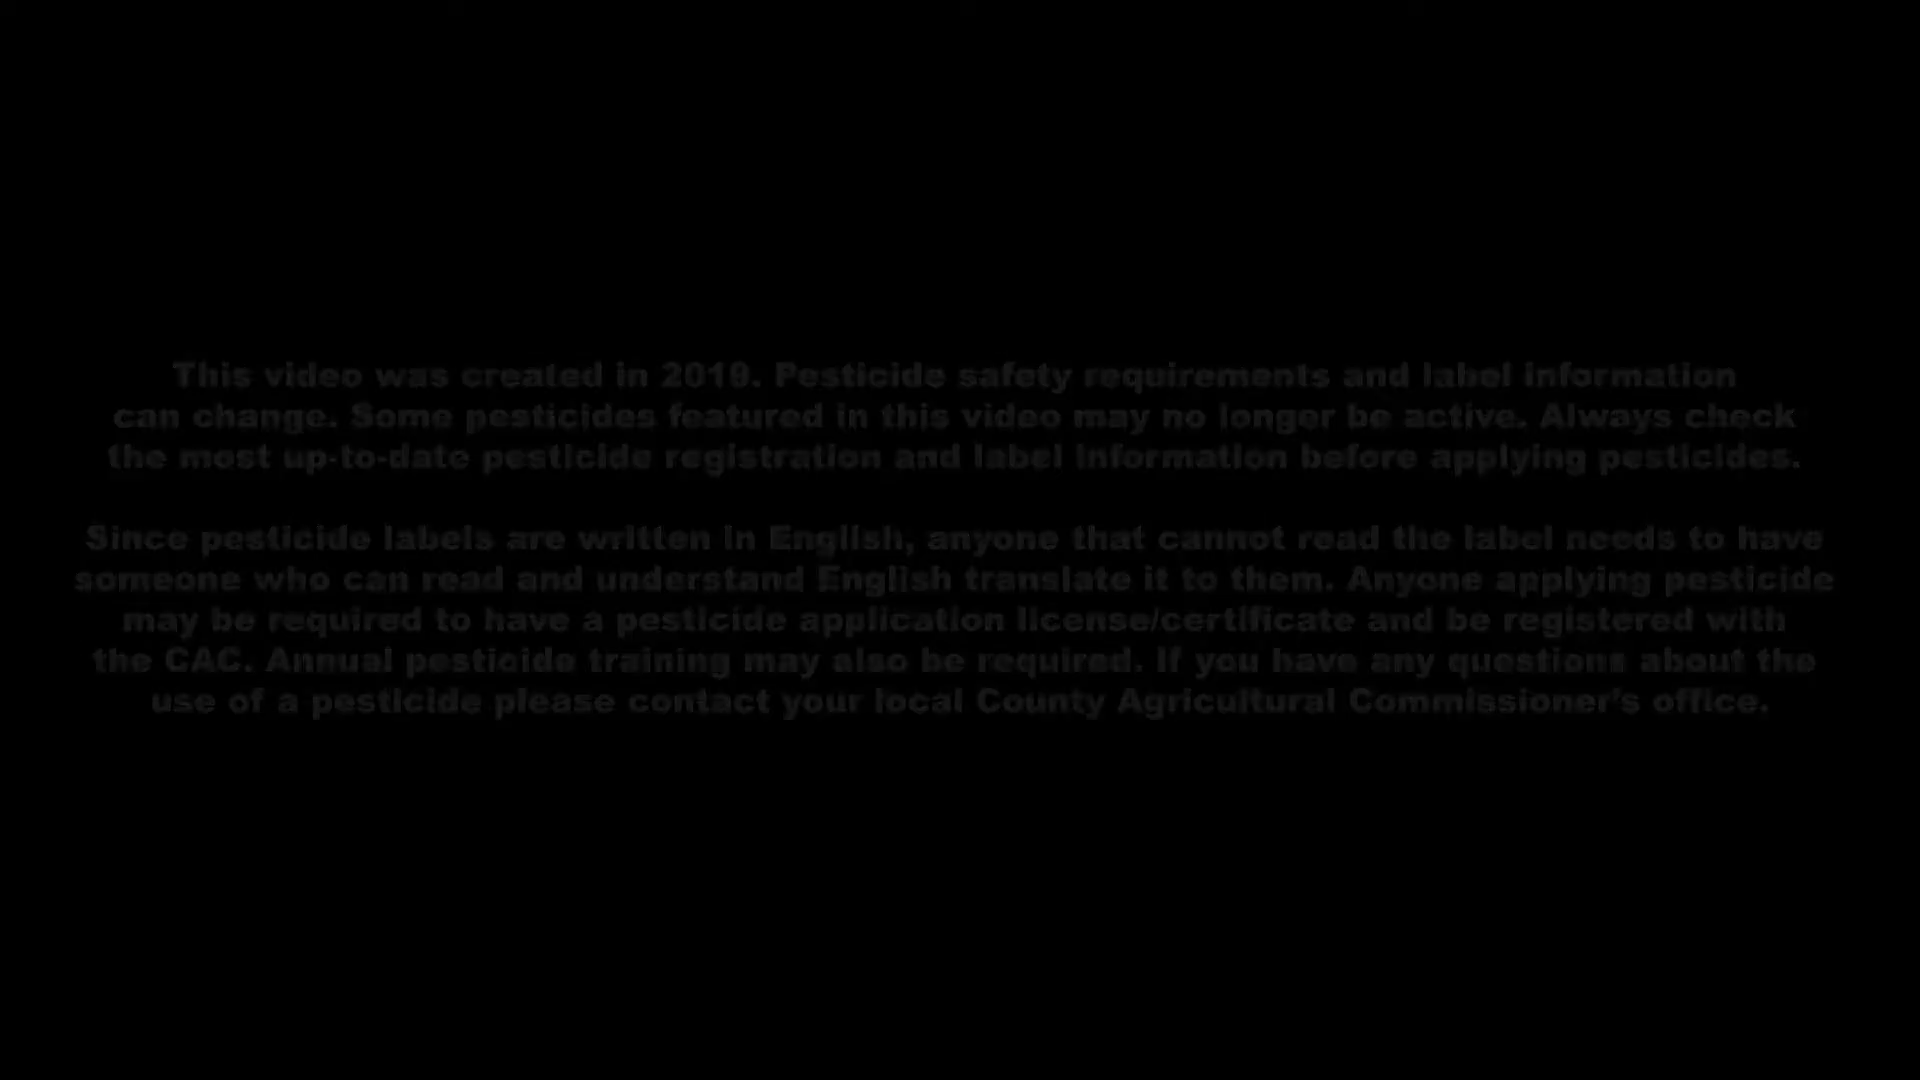 This video was created in 2019. Pesticide safety requirements and label information
can change. Some pesticides featured in this video may no longer be active. Always check
the most up-to-date pesticide registration and label information before applying pesticides.
Since pesticide labels are written in English, anyone that cannot read the label needs to have
someone who can read and understand English translate it to them. Anyone applying pesticide
may be required to have a pesticide application license/certificate and be registered with
the CAC. Annual pesticide training may also be required. If you have any questions about the
use of a pesticide please contact your local County Agricultural Commissioner's office.